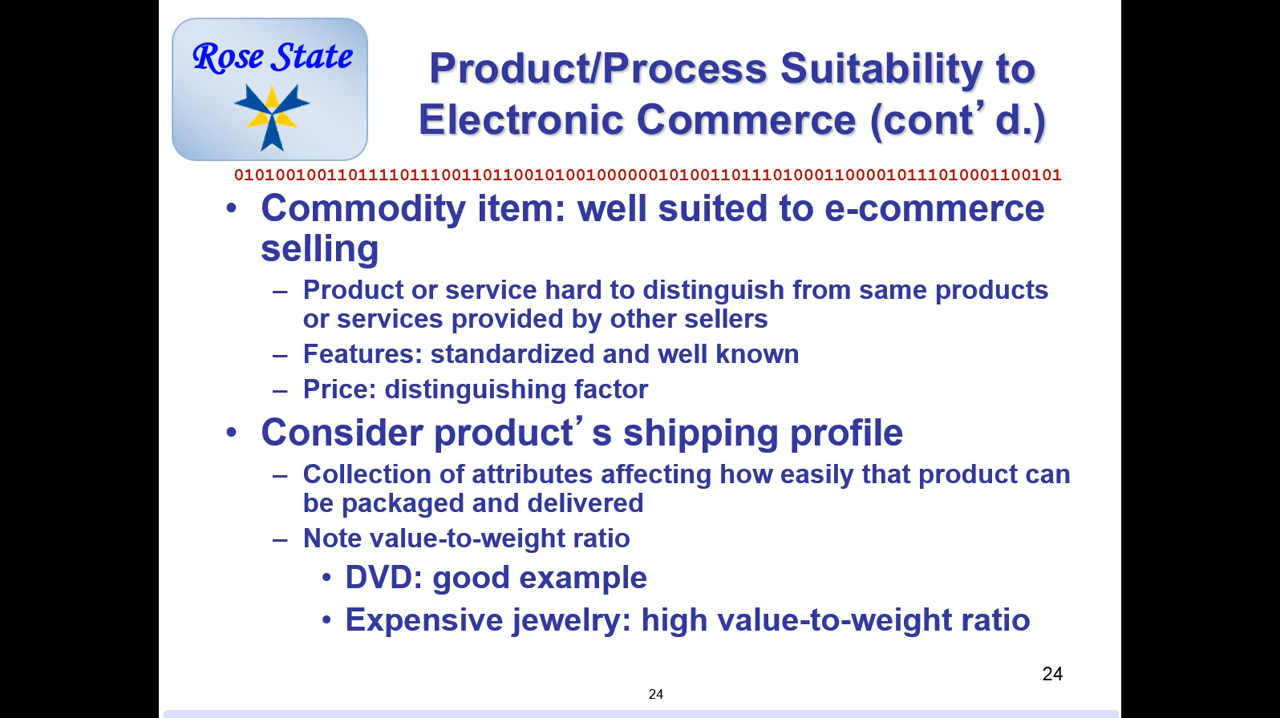 Rose State
Product/Process Suitability to
Electronic Commerce (cont’d.)
01010010011011110111001101100101001000000101001101110100011000010111010001100101
• Commodity item: well suited to e-commerce
selling
– Product or service hard to distinguish from same products
or services provided by other sellers
– Features: standardized and well known
– Price: distinguishing factor
• Consider product’s shipping profile
– Collection of attributes affecting how easily that product can
be packaged and delivered
– Note value-to-weight ratio
• DVD: good example
• Expensive jewelry: high value-to-weight ratio
24
24